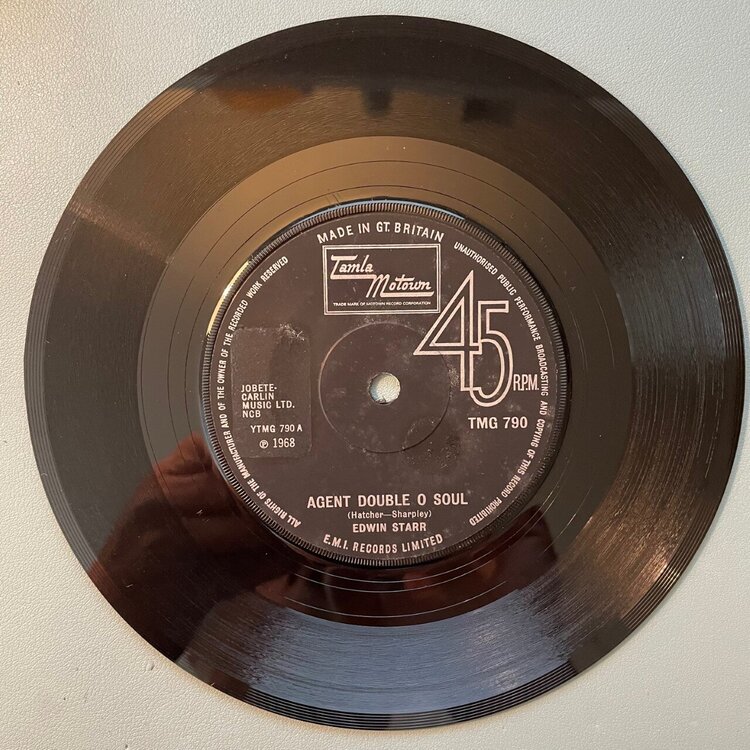 MADE IN GT. BRITAIN
Tamla
Motown
TRADE MARK OF MOTOWN RECORD CORPORATION
45
R.P.M.
TMG 790
JOBETE-
CARLIN
MUSIC LTD.
NCB
YTMG 790 A
℗ 1968
AGENT DOUBLE O SOUL
(Hatcher—Sharpley)
EDWIN STARR
E.M.I. RECORDS LIMITED
ALL RIGHTS OF THE MANUFACTURER AND OF THE OWNER OF THE RECORDED WORK RESERVED
UNAUTHORISED PUBLIC PERFORMANCE BROADCASTING AND COPYING OF THIS RECORD PROHIBITED